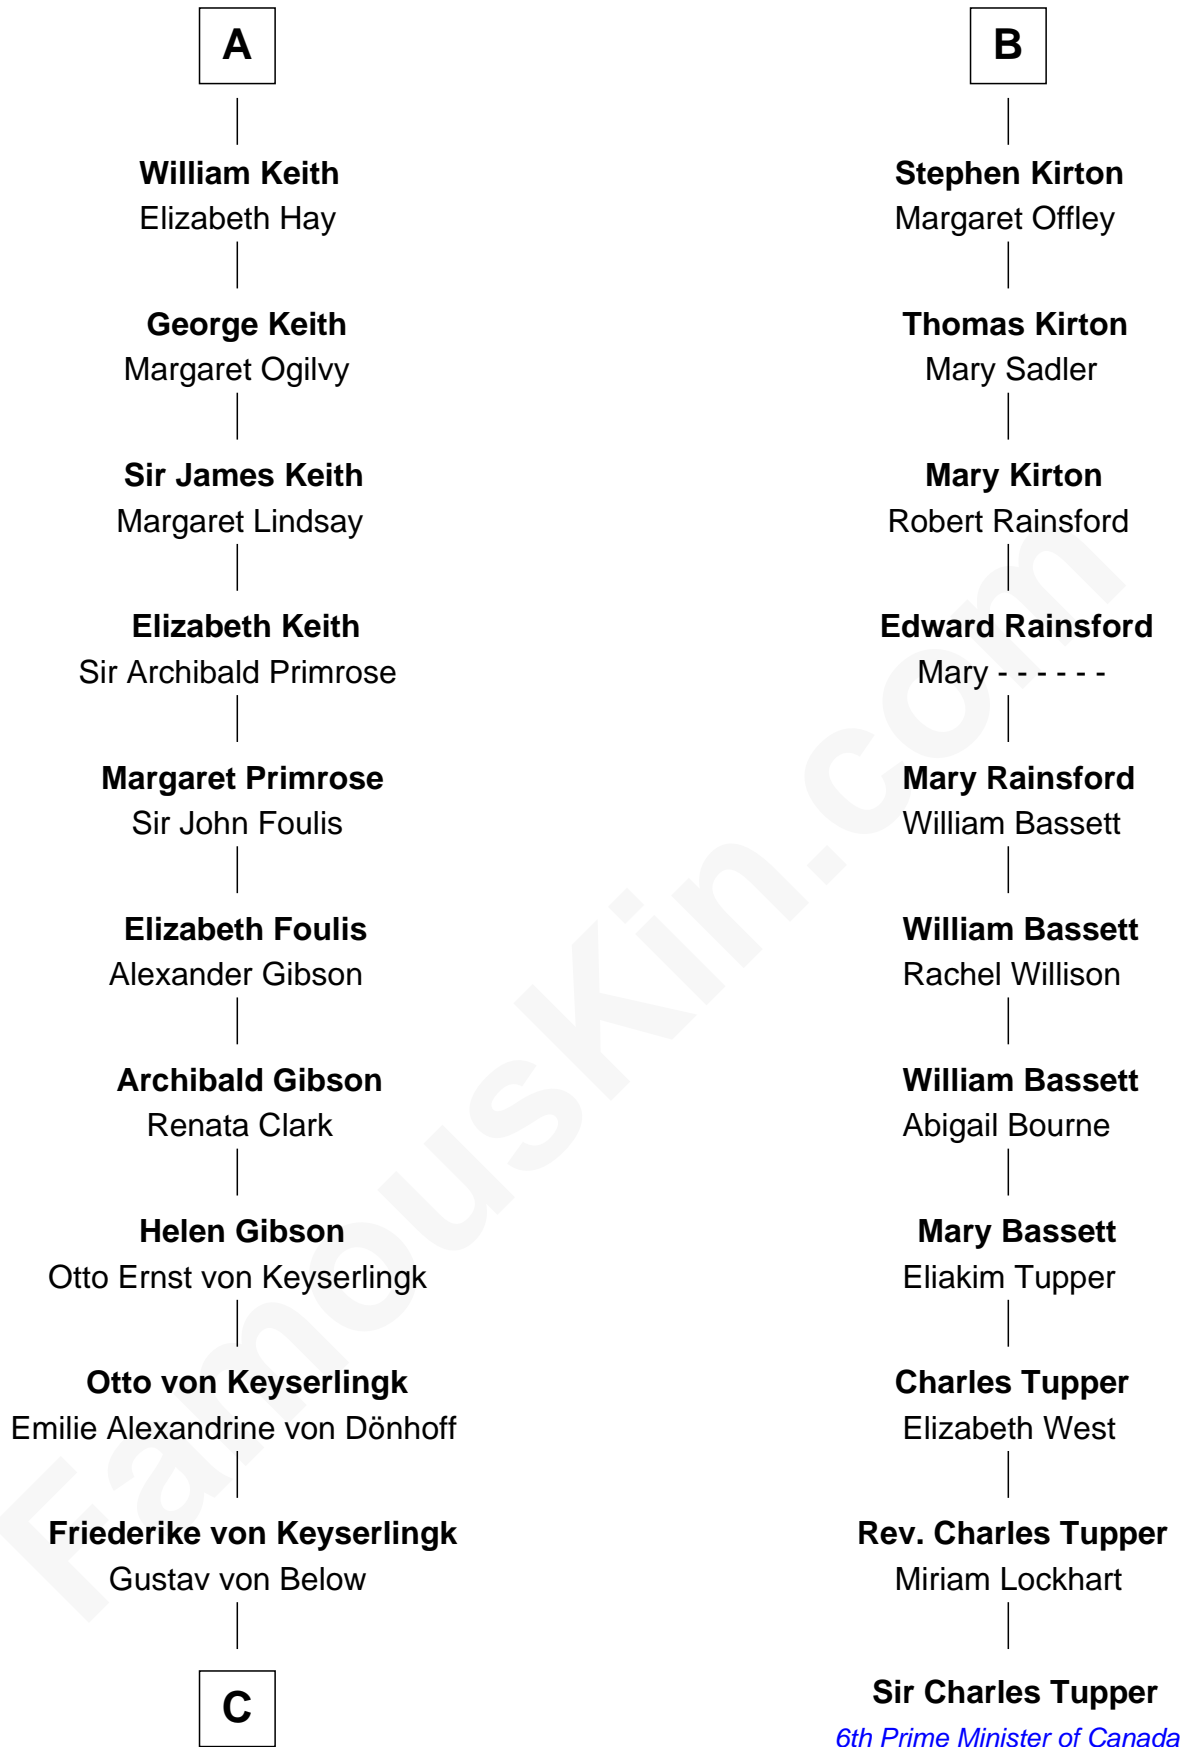 A
William Keith
Elizabeth Hay
George Keith
Margaret Ogilvy
Sir James Keith
Margaret Lindsay
Elizabeth Keith
Sir Archibald Primrose
Margaret Primrose
Sir John Foulis
Elizabeth Foulis
Alexander Gibson
Archibald Gibson
Renata Clark
Helen Gibson
Otto Ernst von Keyserlingk
Otto von Keyserlingk
Emilie Alexandrine von Dönhoff
Friederike von Keyserlingk
Gustav von Below
C
B
Stephen Kirton
Margaret Offley
Thomas Kirton
Mary Sadler
Mary Kirton
Robert Rainsford
Edward Rainsford
Mary - - - - - -
Mary Rainsford
William Bassett
William Bassett
Rachel Willison
William Bassett
Abigail Bourne
Mary Bassett
Eliakim Tupper
Charles Tupper
Elizabeth West
Rev. Charles Tupper
Miriam Lockhart
Sir Charles Tupper
6th Prime Minister of Canada
FamousKin.com